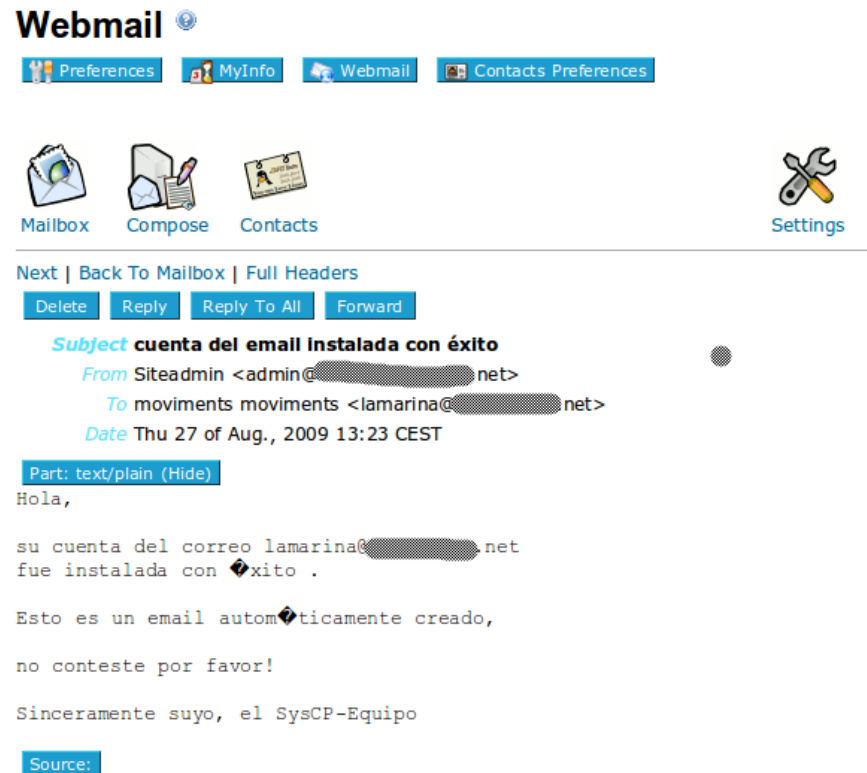 Webmail
Preferences MyInfo Webmail Contacts Preferences
Mailbox Compose Contacts Settings
Next | Back To Mailbox | Full Headers
Delete Reply Reply To All Forward
Subject cuenta del email instalada con éxito
From Siteadmin <admin@ net>
To moviments moviments <lamarina@ net>
Date Thu 27 of Aug., 2009 13:23 CEST
Part: text/plain (Hide)
Hola,
su cuenta del correo lamarina@ .net
fue instalada con �xito .
Esto es un email autom�ticamente creado,
no conteste por favor!
Sinceramente suyo, el SysCP-Equipo
Source: